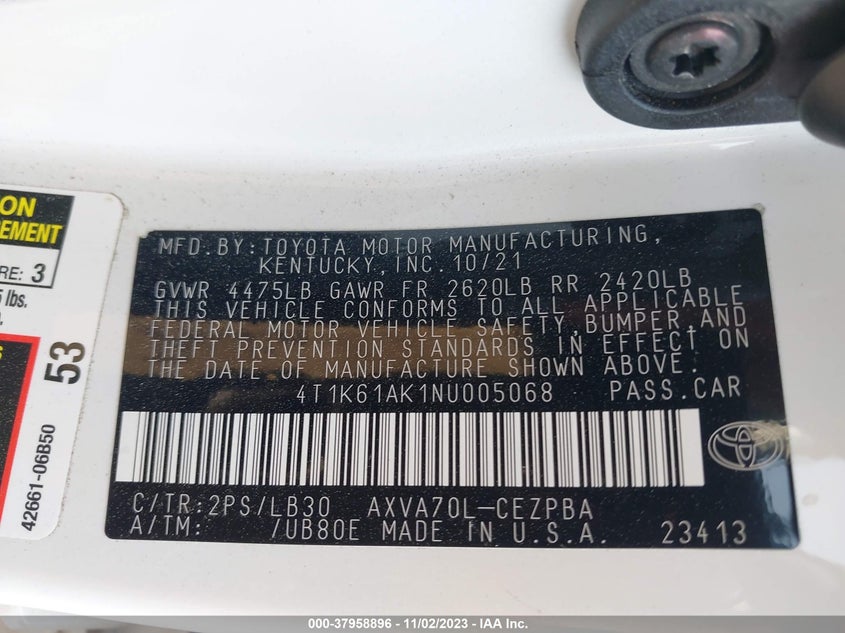 ON
EMENT
RE: 3
5 lbs.
53
42661-06B50
MFD.BY:TOYOTA MOTOR MANUFACTURING,
KENTUCKY,INC.10/21
GVWR 4475LB GAWR FR 2620LB RR 2420LB
THIS VEHICLE CONFORMS TO ALL APPLICABLE
FEDERAL MOTOR VEHICLE SAFETY,BUMPER,AND
THEFT PREVENTION STANDARDS IN EFFECT ON
THE DATE OF MANUFACTURE SHOWN ABOVE.
4T1K61AK1NU005068 PASS.CAR
C/TR:2PS/LB30 AXVA70L-CEZPBA
A/TM: /UB80E MADE IN U.S.A. 23413
000-37958896 - 11/02/2023 - IAA Inc.